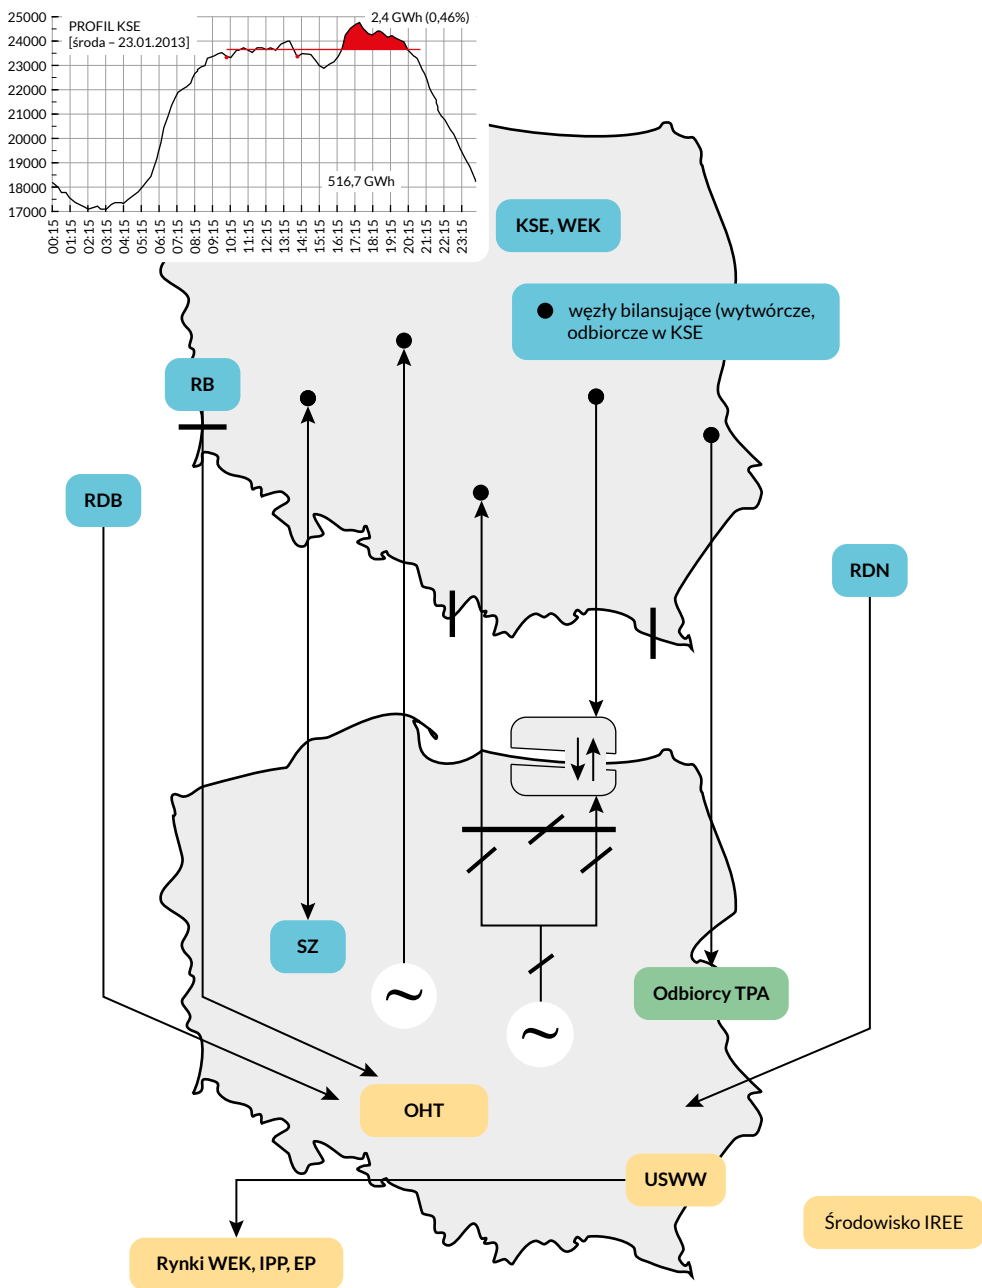 25000
24000
23000
22000
21000
20000
19000
18000
17000
PROFIL KSE
[środa – 23.01.2013]
2,4 GWh (0,46%)
516,7 GWh
00:15
01:15
02:15
03:15
04:15
05:15
06:15
07:15
08:15
09:15
10:15
11:15
12:15
13:15
14:15
15:15
16:15
17:15
18:15
19:15
20:15
21:15
22:15
23:15
KSE, WEK
węzły bilansujące (wytwórcze,
odbiorcze w KSE
RB
RDB
RDN
SZ
~
~
Odbiorcy TPA
OHT
USWW
Środowisko IREE
Rynki WEK, IPP, EP